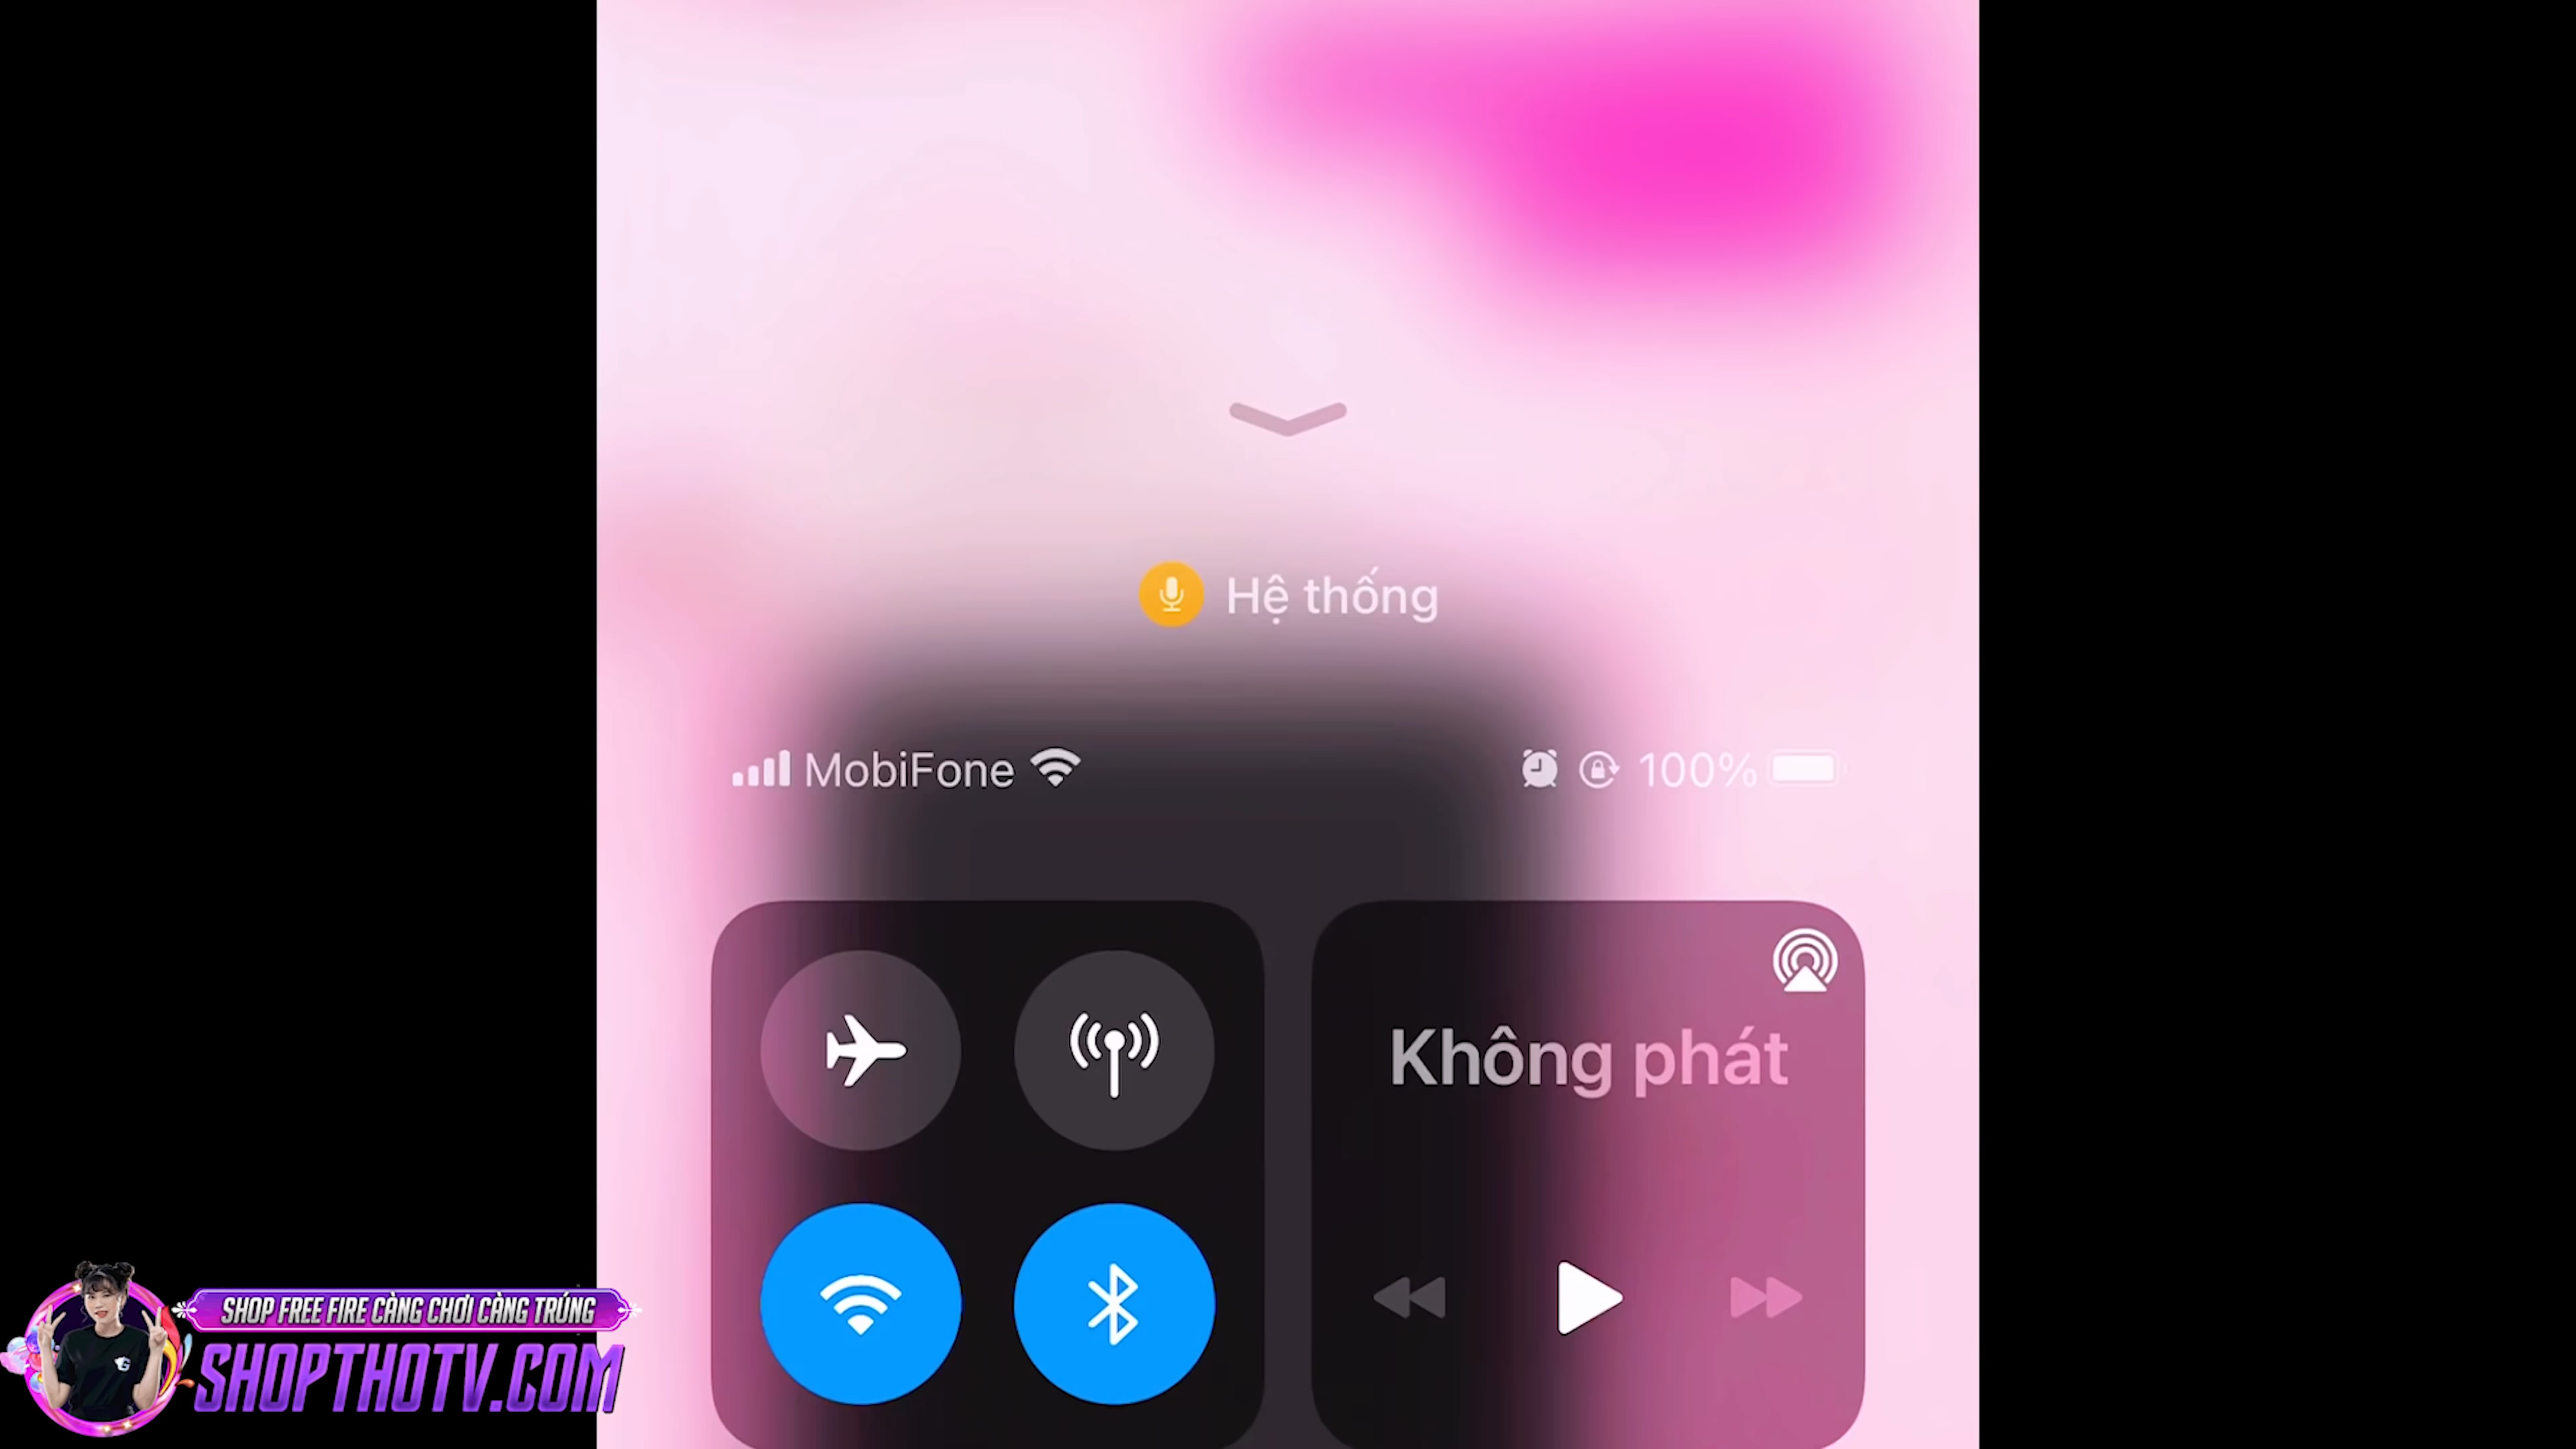 Hệ thống
MobiFone
100%
Không phát
SHOP FREE FIRE CÀNG CHƠI CÀNG TRÚNG
SHOPTHOTV.COM